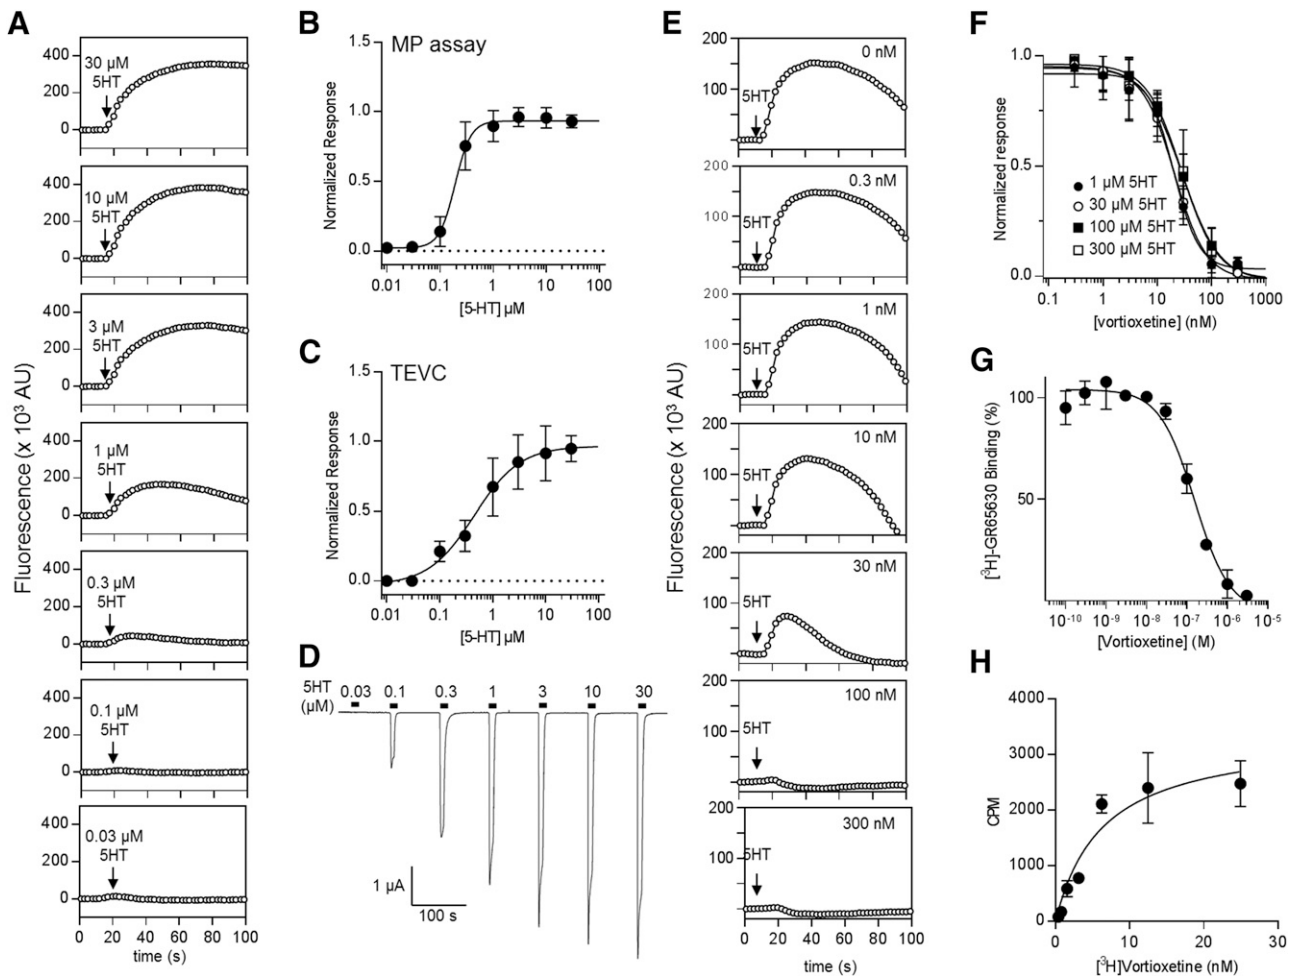 A
Fluorescence (x 10³ AU)
400
200
0
30 µM
5HT
400
200
0
10 µM
5HT
400
200
0
3 µM
5HT
400
200
0
1 µM
5HT
400
200
0
0.3 µM
5HT
400
200
0
0.1 µM
5HT
400
200
0
0.03 µM
5HT
0 20 40 60 80 100
time (s)
B
MP assay
Normalized Response
1.5
1.0
0.5
0.0
0.01 0.1 1 10 100
[5-HT] µM
C
TEVC
Normalized Response
1.5
1.0
0.5
0.0
0.01 0.1 1 10 100
[5-HT] µM
D
5HT 0.03 0.1 0.3 1 3 10 30
(µM)
1 µA
100 s
E
Fluorescence (x 10³ AU)
200
100
0
0 nM
5HT
200
100
0
0.3 nM
5HT
200
100
0
1 nM
5HT
200
100
0
10 nM
5HT
200
100
0
30 nM
5HT
200
100
0
100 nM
5HT
200
100
0
300 nM
5HT
0 20 40 60 80 100
time (s)
F
Normalized response
1.0
0.5
0.0
1 µM 5HT
30 µM 5HT
100 µM 5HT
300 µM 5HT
0.1 1 10 100 1000
[vortioxetine] (nM)
G
[³H]-GR65630 Binding (%)
100
50
10⁻¹⁰ 10⁻⁹ 10⁻⁸ 10⁻⁷ 10⁻⁶ 10⁻⁵
[Vortioxetine] (M)
H
CPM
4000
3000
2000
1000
0
0 10 20 30
[³H]Vortioxetine (nM)